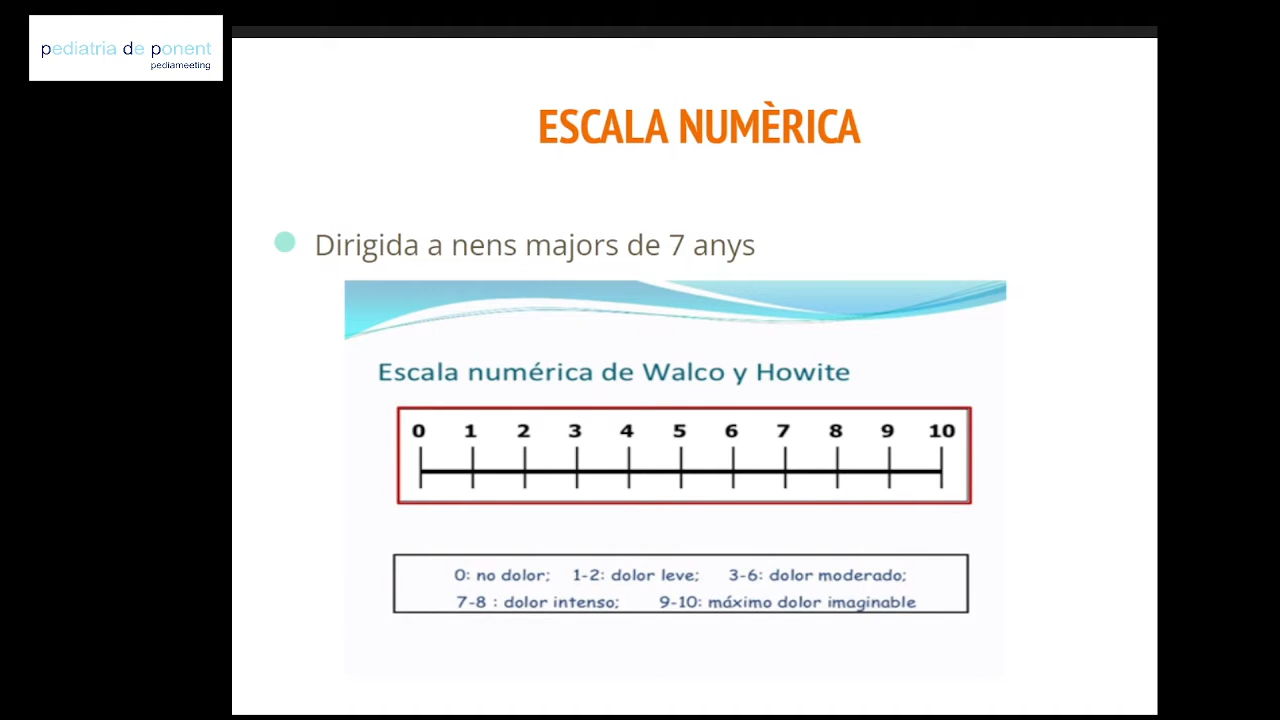 pediatria de ponent
pediameeting
ESCALA NUMÈRICA
Dirigida a nens majors de 7 anys
Escala numérica de Walco y Howite
0 1 2 3 4 5 6 7 8 9 10
0: no dolor; 1-2: dolor leve; 3-6: dolor moderado;
7-8 : dolor intenso; 9-10: máximo dolor imaginable